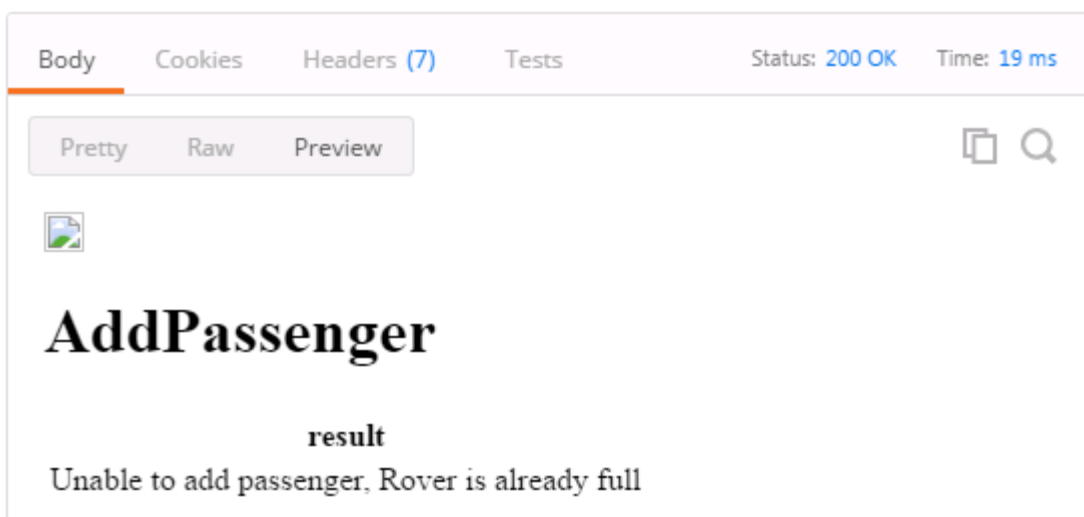 Body Cookies Headers (7) Tests Status: 200 OK Time: 19 ms
Pretty Raw Preview
AddPassenger
result
Unable to add passenger, Rover is already full